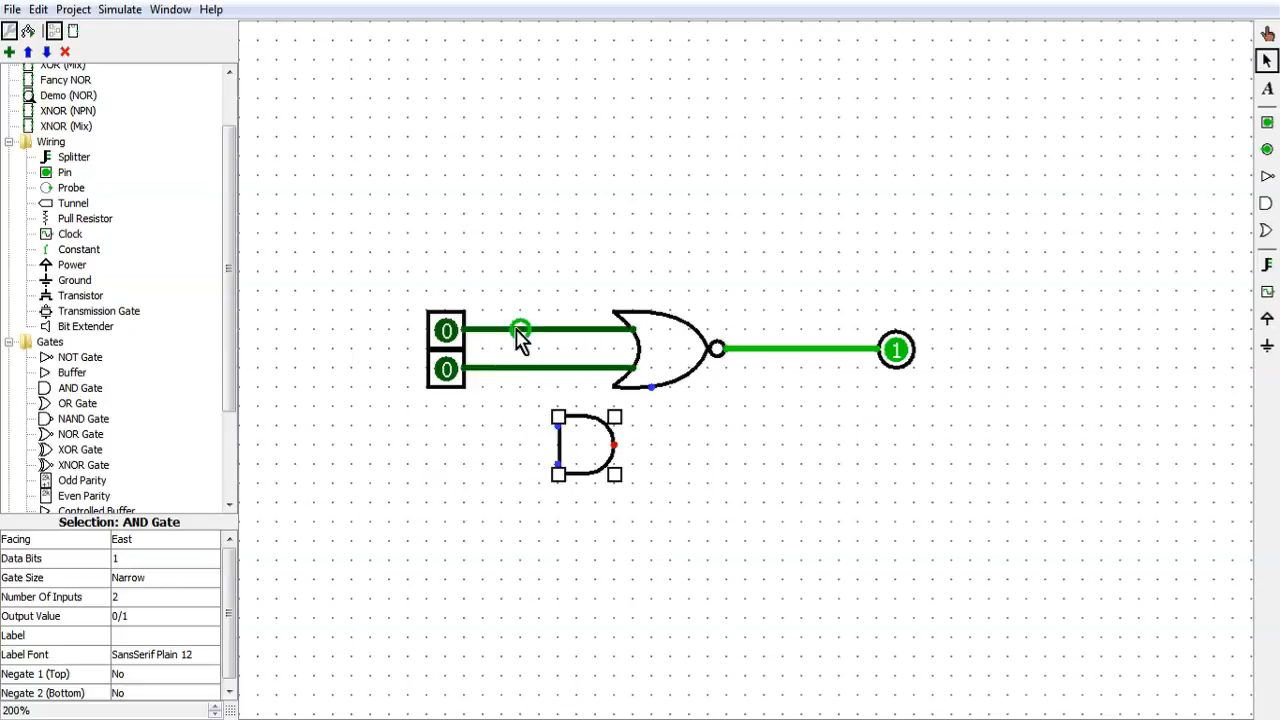 File Edit Project Simulate Window Help
XOR (Mix)
Fancy NOR
Demo (NOR)
XNOR (NPN)
XNOR (Mix)
Wiring
Splitter
Pin
Probe
Tunnel
Pull Resistor
Clock
Constant
Power
Ground
Transistor
Transmission Gate
Bit Extender
Gates
NOT Gate
Buffer
AND Gate
OR Gate
NAND Gate
NOR Gate
XOR Gate
XNOR Gate
Odd Parity
Even Parity
Controlled Buffer
Selection: AND Gate
Facing East
Data Bits 1
Gate Size Narrow
Number Of Inputs 2
Output Value 0/1
Label
Label Font SansSerif Plain 12
Negate 1 (Top) No
Negate 2 (Bottom) No
200%
0
0
1
A